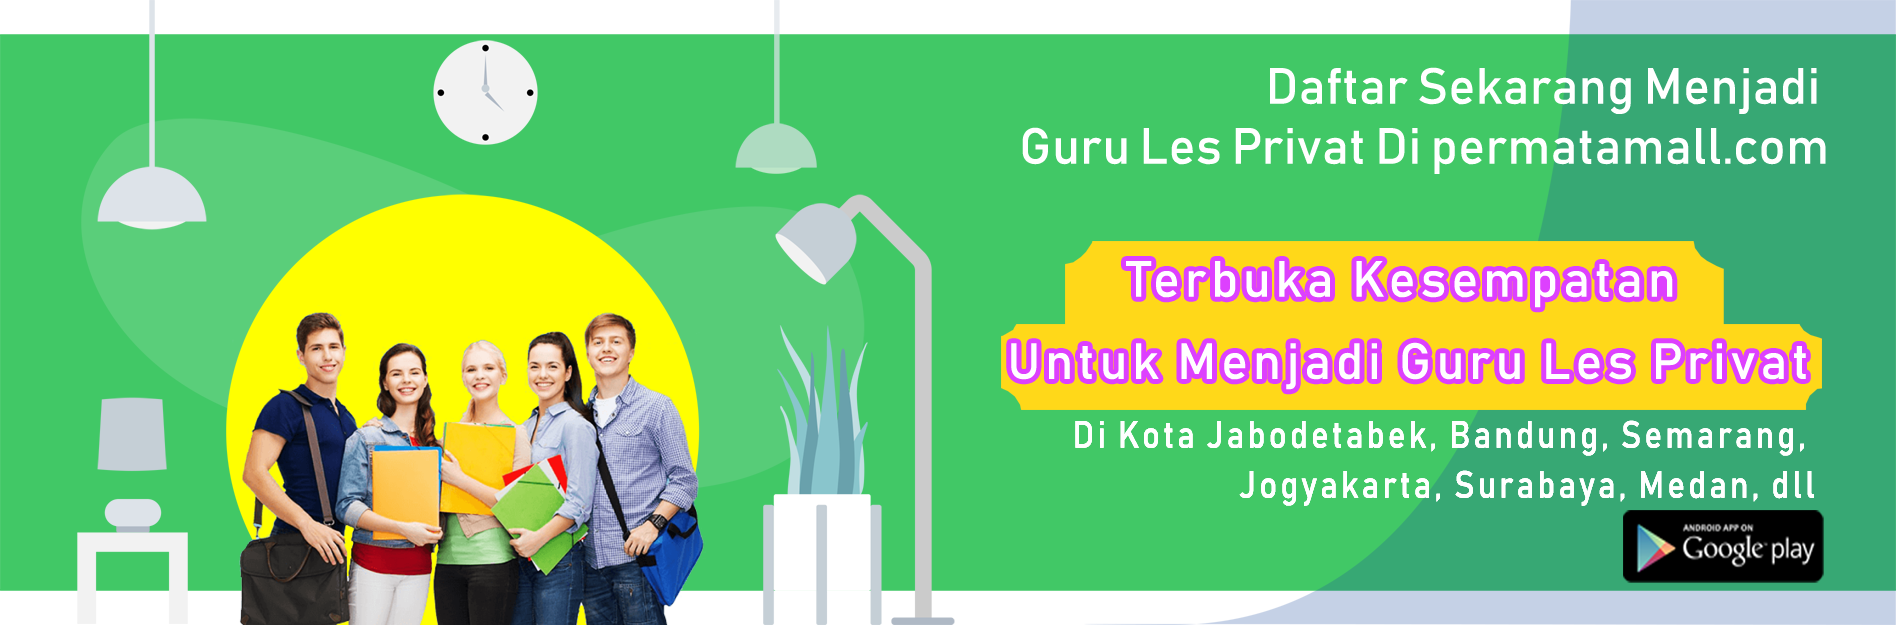 Daftar Sekarang Menjadi
Guru Les Privat Di permatamall.com
Terbuka Kesempatan
Untuk Menjadi Guru Les Privat
Di Kota Jabodetabek, Bandung, Semarang,
Jogyakarta, Surabaya, Medan, dll
ANDROID APP ON
Google play